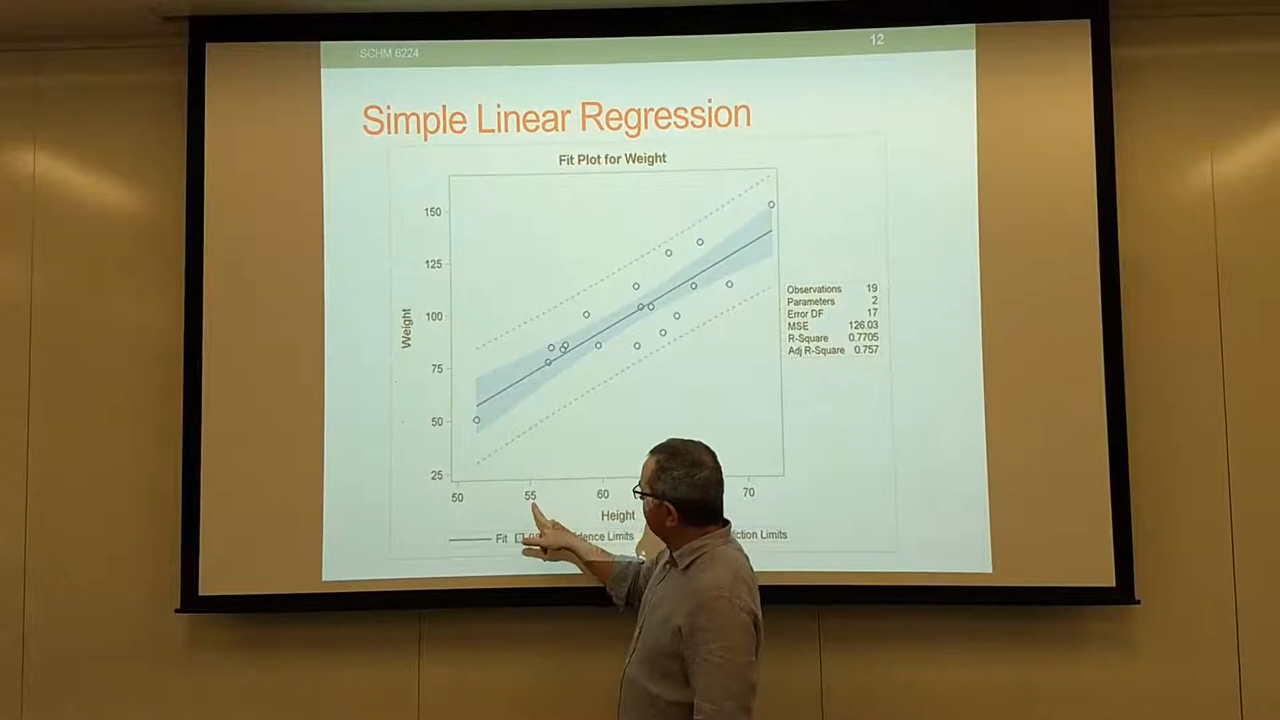 SCHM 6224
12
Simple Linear Regression
Fit Plot for Weight
150
125
100
75
50
25
Weight
Observations 19
Parameters 2
Error DF 17
MSE 126.03
R-Square 0.7705
Adj R-Square 0.757
50 55 60 70
Height
Fit Limits Limits